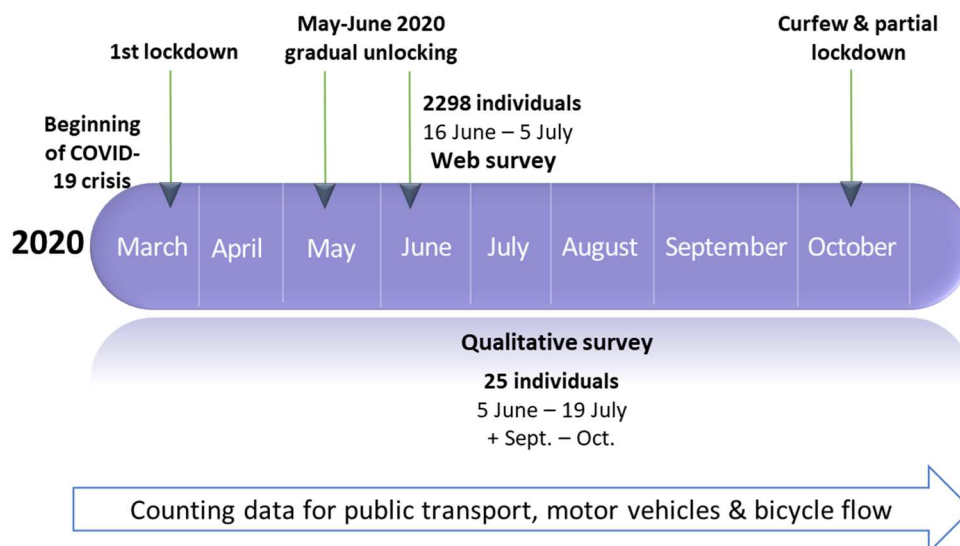 May-June 2020
gradual unlocking
Curfew & partial
lockdown
1st lockdown
2298 individuals
16 June – 5 July
Web survey
Beginning
of COVID-
19 crisis
2020
March
April
May
June
July
August
September
October
Qualitative survey
25 individuals
5 June – 19 July
+ Sept. – Oct.
Counting data for public transport, motor vehicles & bicycle flow